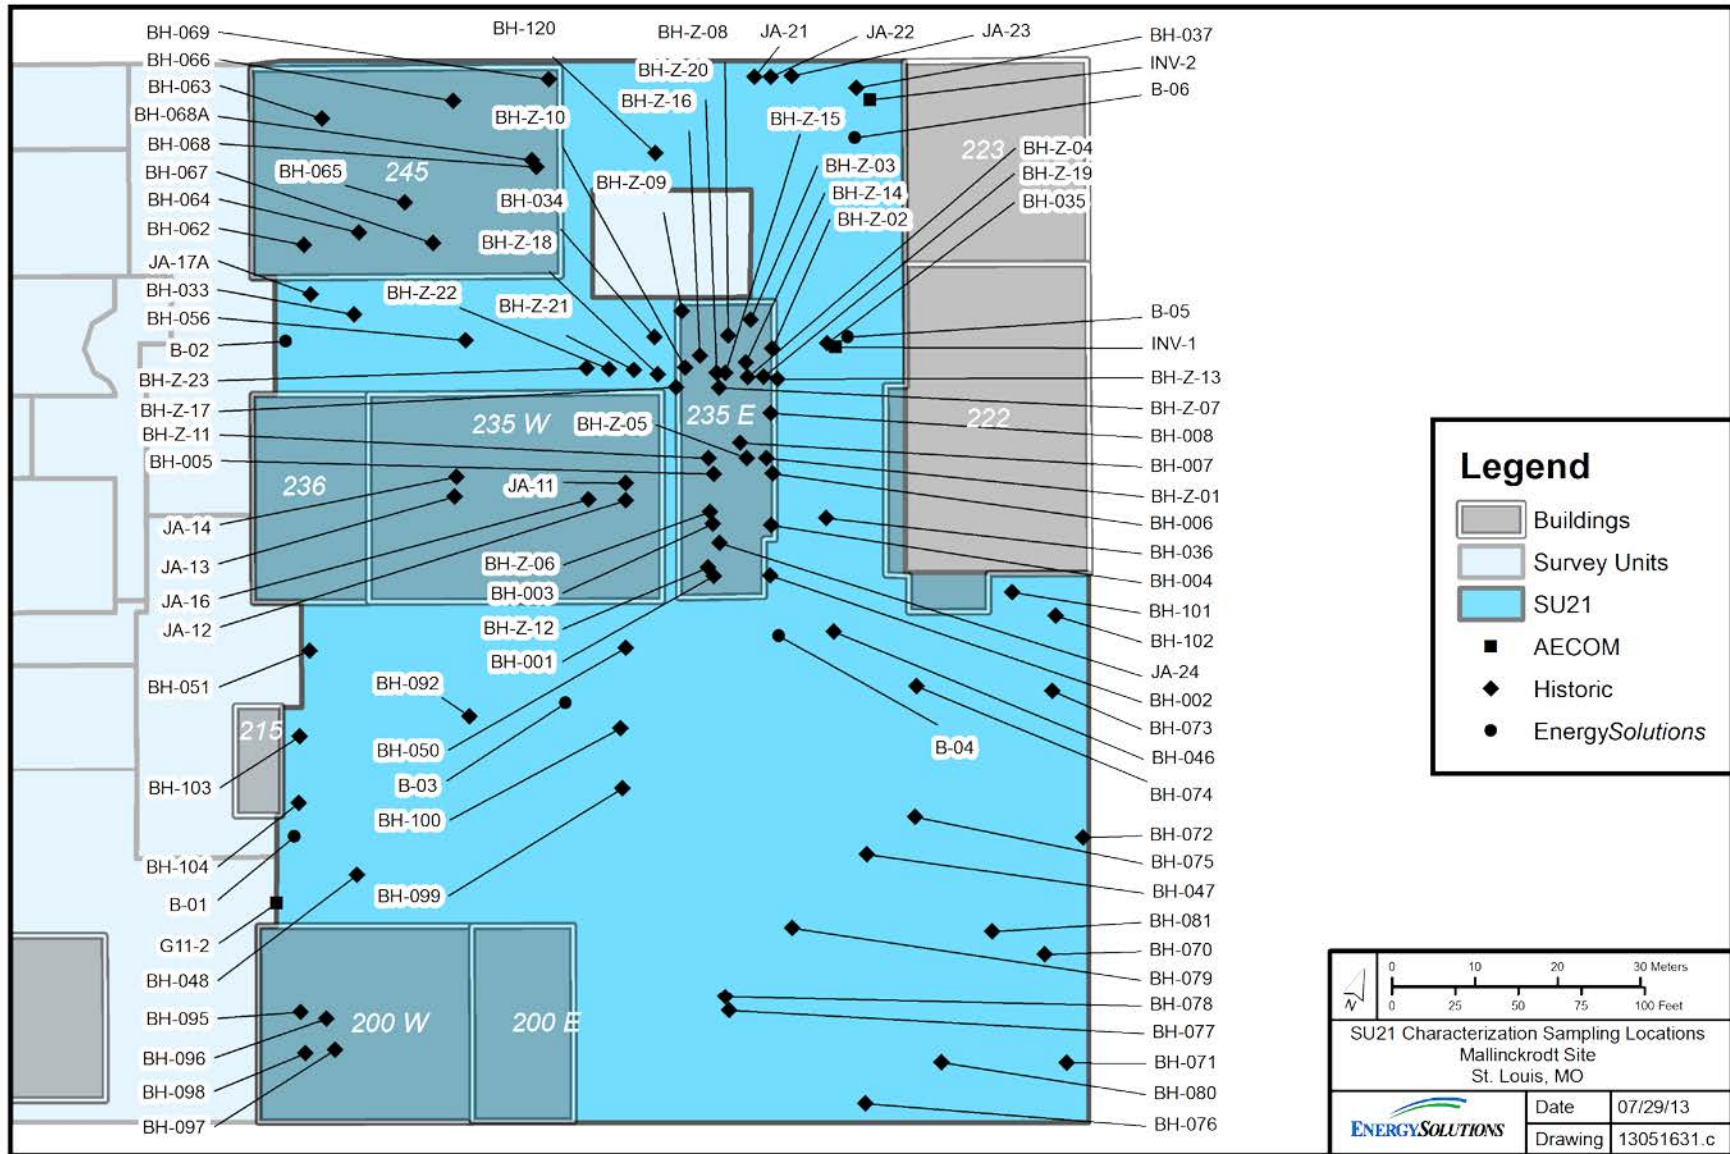 BH-069
BH-066
BH-063
BH-068A
BH-068
BH-067
BH-064
BH-062
JA-17A
BH-033
BH-056
B-02
BH-Z-23
BH-Z-17
BH-Z-11
BH-005
JA-14
JA-13
JA-16
JA-12
BH-051
BH-103
BH-104
B-01
G11-2
BH-048
BH-095
BH-096
BH-098
BH-097
BH-120
BH-Z-08
JA-21
JA-22
JA-23
BH-Z-20
BH-Z-16
BH-Z-10
BH-Z-15
BH-065
245
BH-034
BH-Z-09
BH-Z-03
BH-Z-14
BH-Z-02
BH-Z-18
BH-Z-22
BH-Z-21
223
222
235 W
235 E
236
BH-Z-05
JA-11
BH-Z-06
BH-003
BH-Z-12
BH-001
BH-092
215
BH-050
B-03
BH-100
BH-099
B-04
200 W
200 E
BH-037
INV-2
B-06
BH-Z-04
BH-Z-19
BH-035
B-05
INV-1
BH-Z-13
BH-Z-07
BH-008
BH-007
BH-Z-01
BH-006
BH-036
BH-004
BH-101
BH-102
JA-24
BH-002
BH-073
BH-046
BH-074
BH-072
BH-075
BH-047
BH-081
BH-070
BH-079
BH-078
BH-077
BH-071
BH-080
BH-076
Legend
Buildings
Survey Units
SU21
AECOM
Historic
EnergySolutions
N
0 10 20 30 Meters
0 25 50 75 100 Feet
SU21 Characterization Sampling Locations
Mallinckrodt Site
St. Louis, MO
ENERGYSOLUTIONS
Date 07/29/13
Drawing 13051631.c